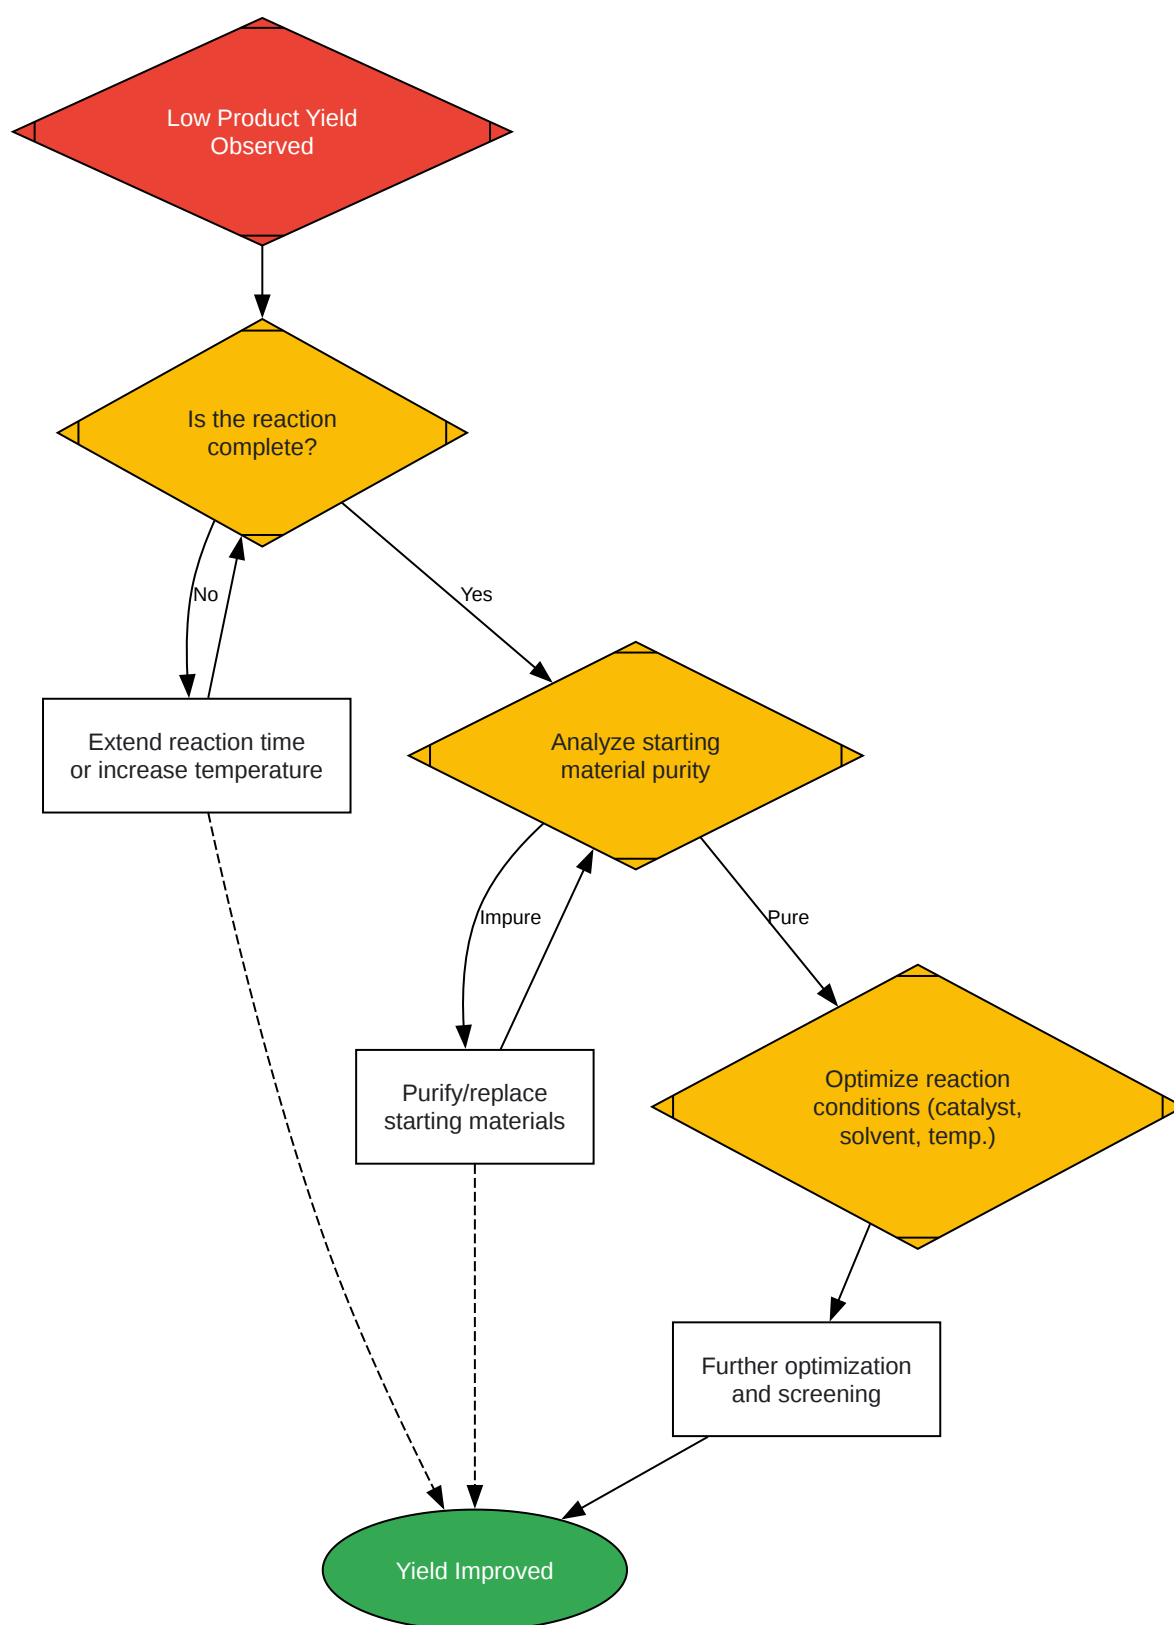 Low Product Yield
Observed
Is the reaction
complete?
No
Yes
Extend reaction time
or increase temperature
Analyze starting
material purity
Impure
Pure
Purify/replace
starting materials
Optimize reaction
conditions (catalyst,
solvent, temp.)
Further optimization
and screening
Yield Improved